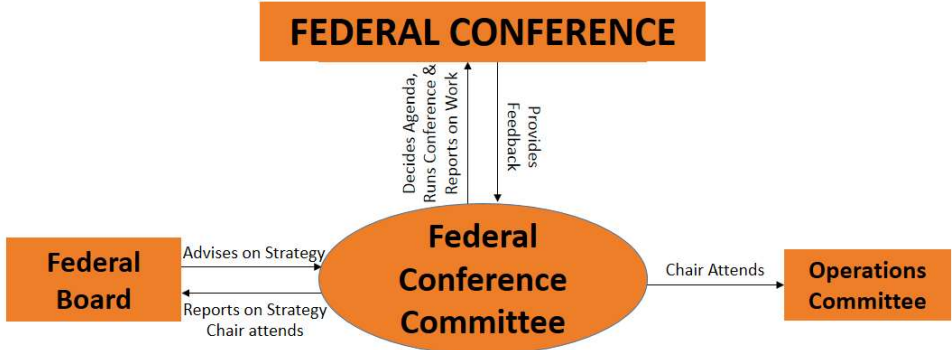 FEDERAL CONFERENCE
Decides Agenda,
Runs Conference &
Reports on Work
Provides
Feedback
Federal
Board
Advises on Strategy
Reports on Strategy
Chair attends
Federal
Conference
Committee
Chair Attends
Operations
Committee